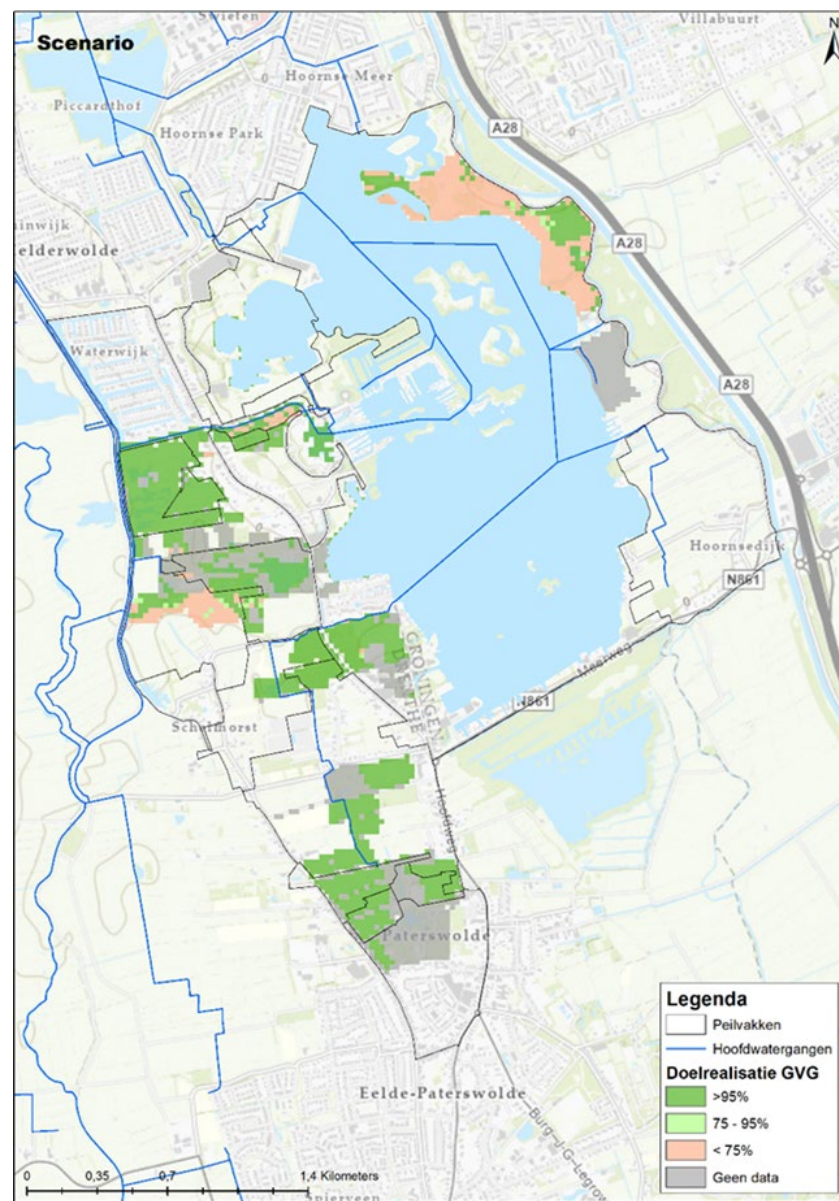 Scenario
Villabuurt
N
Hoornse Meer
Piccardthof
A28
Hoornse Park
elderwolde
A28
Waterwijk
A28
Hoornsedijk
N861
Meerweg
GRONINGEN
DRENTHE
N861
Hoofdweg
Paterswolde
Eelde-Paterswolde
Burg-J-G-Legrow
Legenda
Peilvakken
Hoofdwatergangen
Doelrealisatie GVG
>95%
75 - 95%
< 75%
Geen data
0 0,35 0,7 1,4 Kilometers